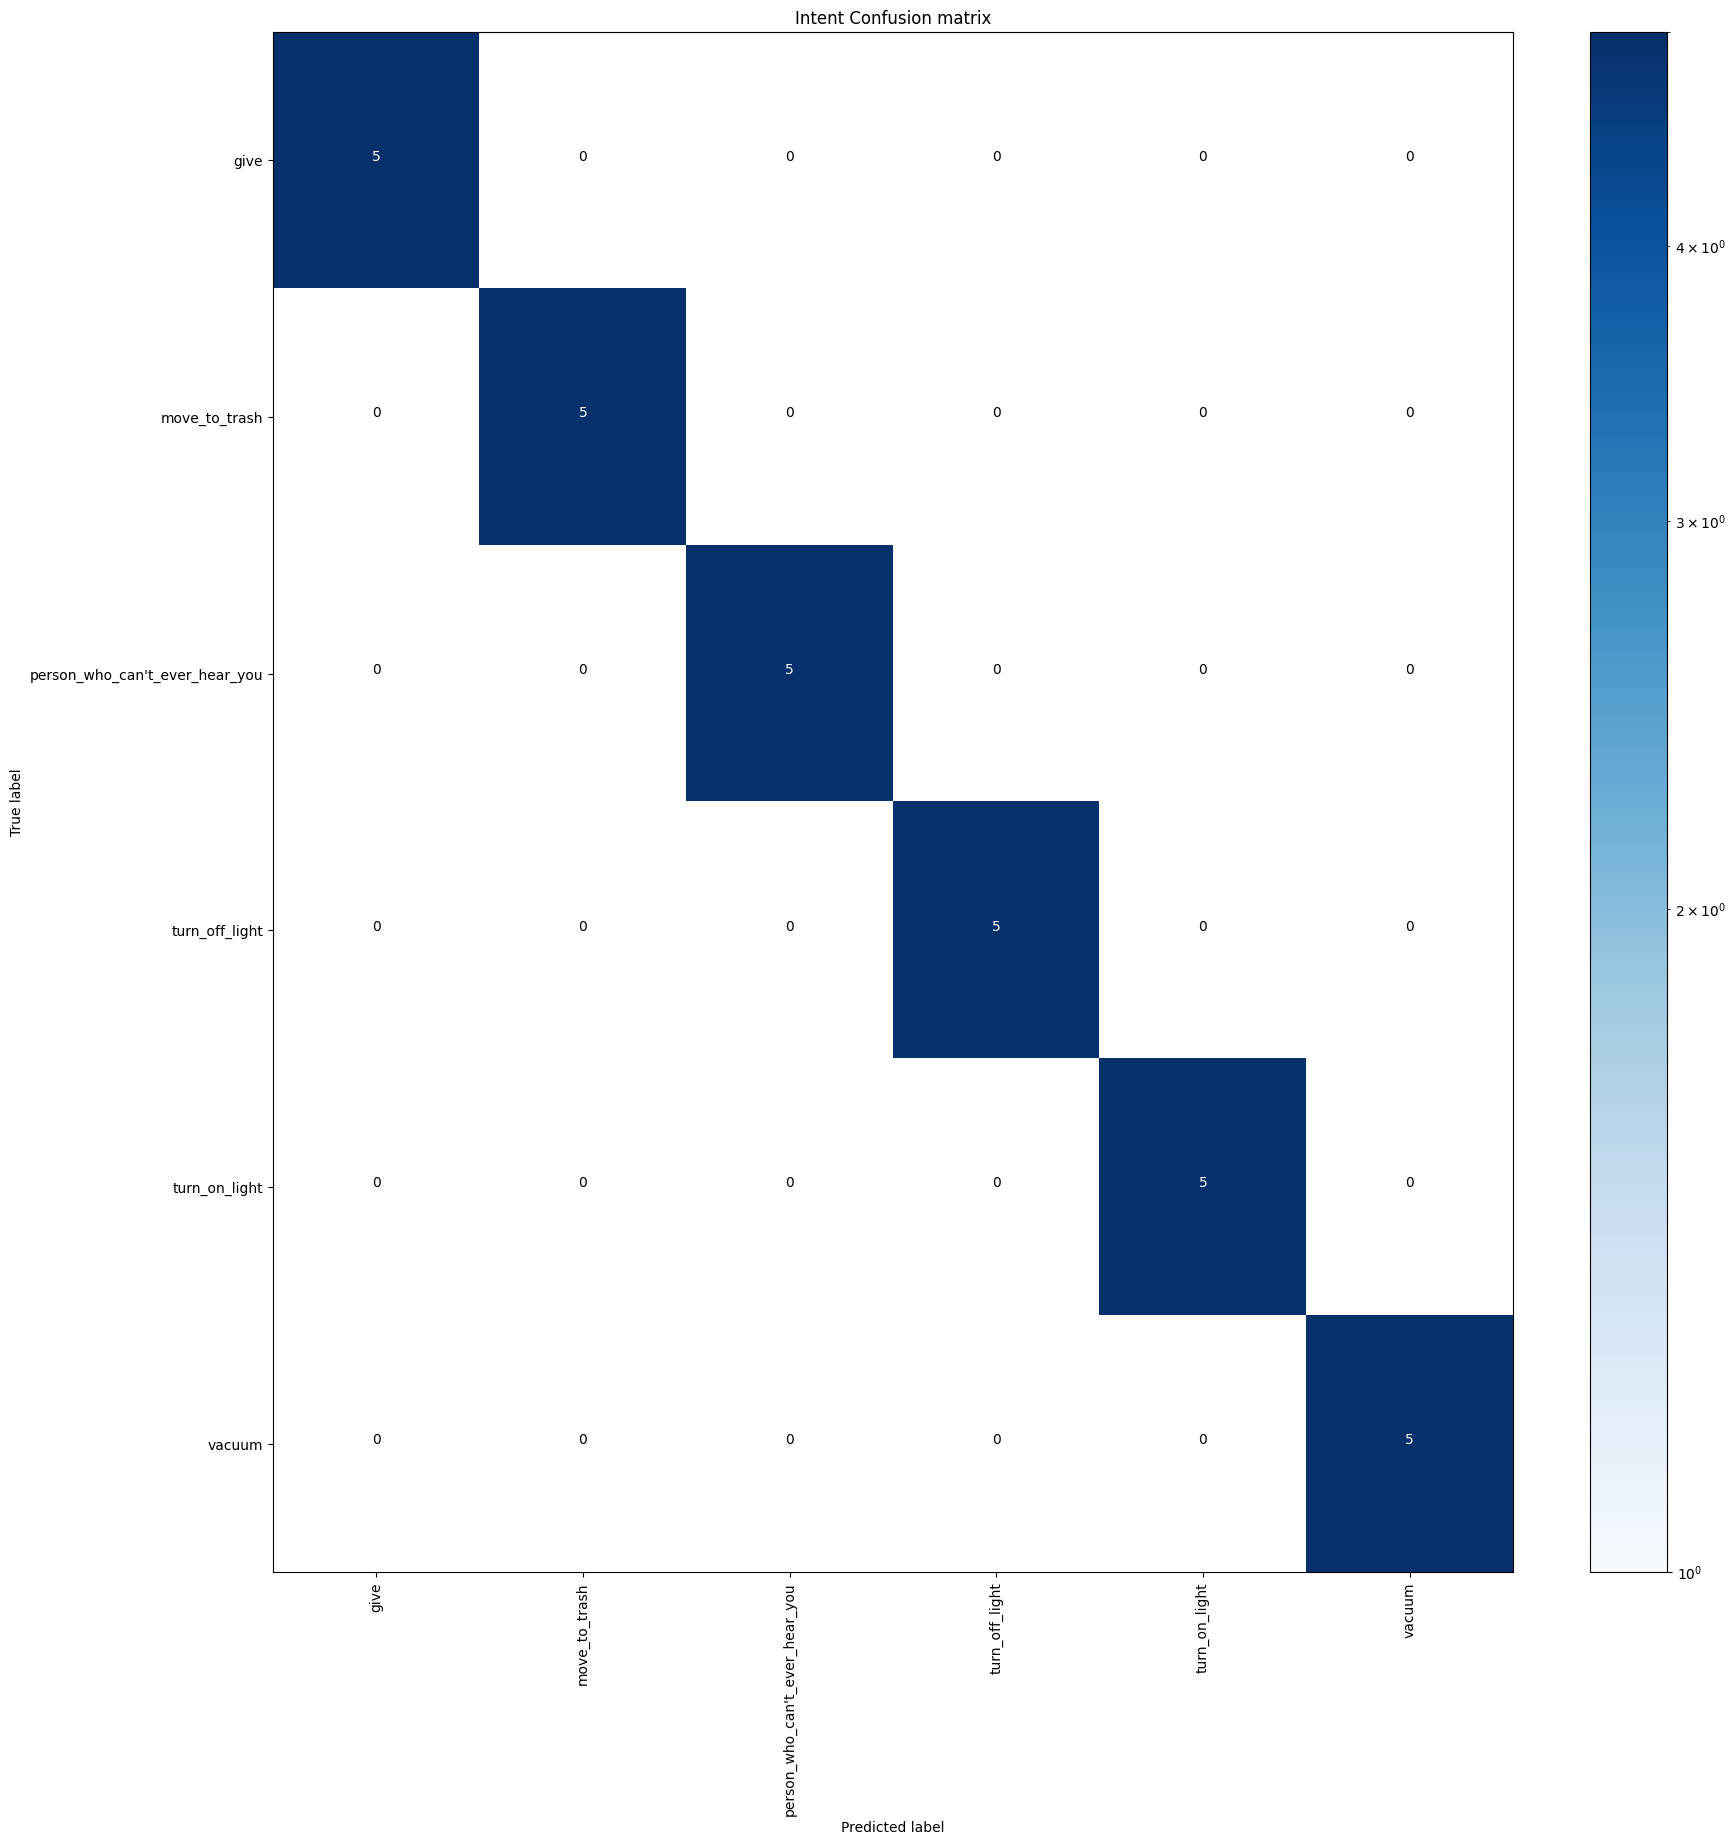 Intent Confusion matrix
give
5 0 0 0 0 0
move_to_trash
0 5 0 0 0 0
person_who_can't_ever_hear_you
0 0 5 0 0 0
turn_off_light
0 0 0 5 0 0
turn_on_light
0 0 0 0 5 0
vacuum
0 0 0 0 0 5
True label
give
move_to_trash
person_who_can't_ever_hear_you
turn_off_light
turn_on_light
vacuum
Predicted label
4 × 10⁰
3 × 10⁰
2 × 10⁰
10⁰